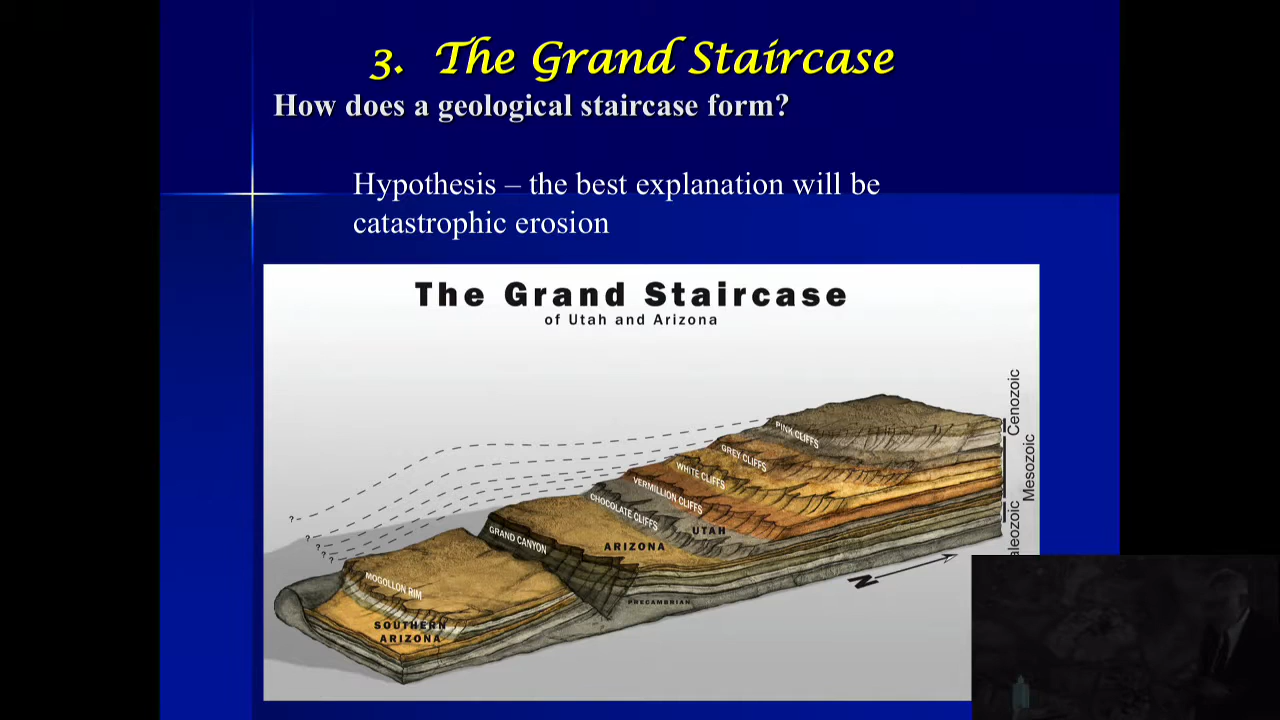 3. The Grand Staircase
How does a geological staircase form?
Hypothesis – the best explanation will be
catastrophic erosion
The Grand Staircase
of Utah and Arizona
Cenozoic
Mesozoic
aleozoic
PINK CLIFFS
GREY CLIFFS
WHITE CLIFFS
VERMILLION CLIFFS
CHOCOLATE CLIFFS
UTAH
GRAND CANYON
ARIZONA
PRECAMBRIAN
MOGOLLON RIM
SOUTHERN
ARIZONA
N
?
?
?
?
?